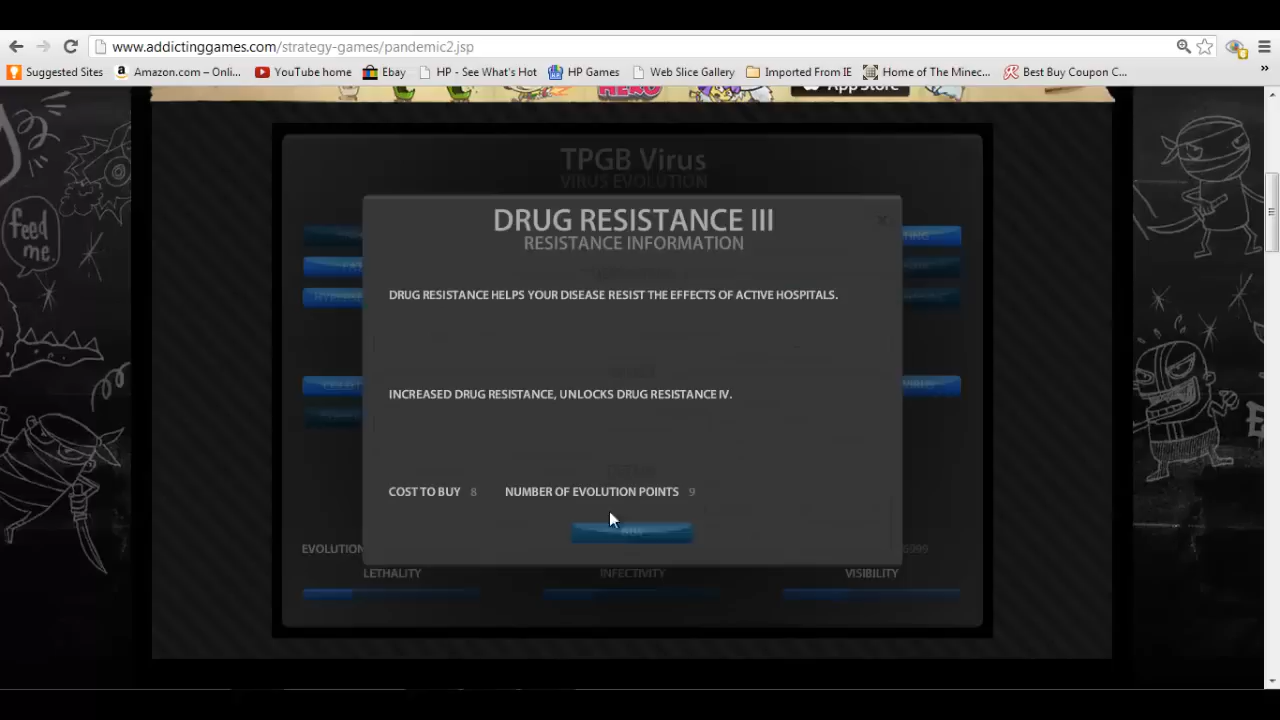 www.addictinggames.com/strategy-games/pandemic2.jsp
Suggested Sites
Amazon.com – Onli...
YouTube home
Ebay
HP - See What's Hot
HP Games
Web Slice Gallery
Imported From IE
Home of The Minec...
Best Buy Coupon C...
»
HERO
App Store
feed me.
TPGB Virus
VIRUS EVOLUTION
DRUG RESISTANCE III
RESISTANCE INFORMATION
DRUG RESISTANCE HELPS YOUR DISEASE RESIST THE EFFECTS OF ACTIVE HOSPITALS.
INCREASED DRUG RESISTANCE, UNLOCKS DRUG RESISTANCE IV.
COST TO BUY 8 NUMBER OF EVOLUTION POINTS 9
EVOLUTION
LETHALITY
INFECTIVITY
VISIBILITY